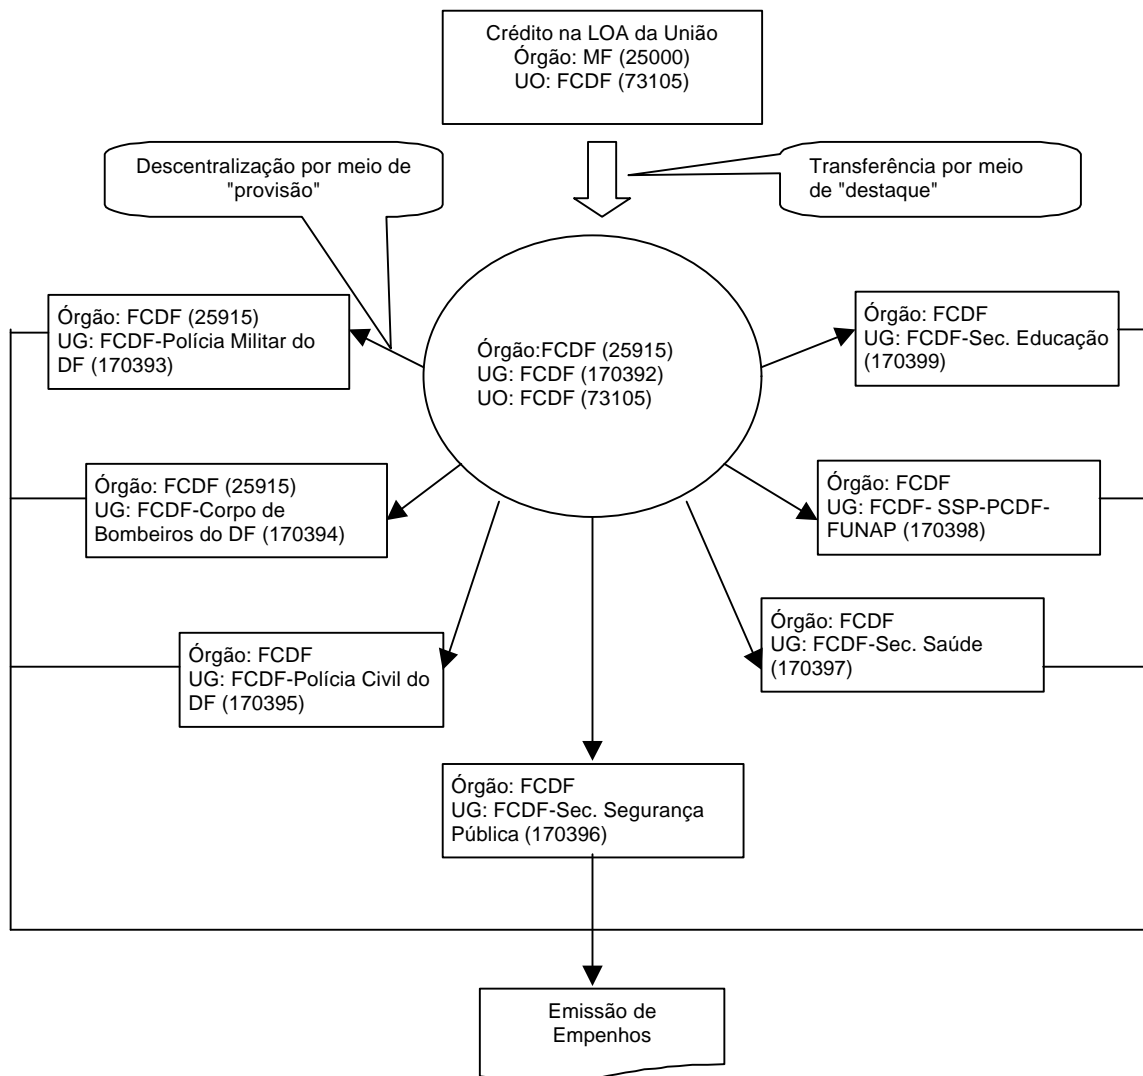 Crédito na LOA da União
Órgão: MF (25000)
UO: FCDF (73105)
Descentralização por meio de
"provisão"
Transferência por meio
de "destaque"
Órgão: FCDF (25915)
UG: FCDF-Polícia Militar do
DF (170393)
Órgão:FCDF (25915)
UG: FCDF (170392)
UO: FCDF (73105)
Órgão: FCDF
UG: FCDF-Sec. Educação
(170399)
Órgão: FCDF (25915)
UG: FCDF-Corpo de
Bombeiros do DF (170394)
Órgão: FCDF
UG: FCDF- SSP-PCDF-
FUNAP (170398)
Órgão: FCDF
UG: FCDF-Polícia Civil do
DF (170395)
Órgão: FCDF
UG: FCDF-Sec. Saúde
(170397)
Órgão: FCDF
UG: FCDF-Sec. Segurança
Pública (170396)
Emissão de
Empenhos